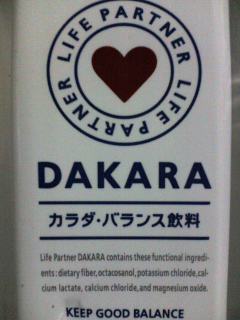 LIFE PARTNER LIFE PARTNER
DAKARA
カラダ・バランス飲料
Life Partner DAKARA contains these functional ingredi-
ents: dietary fiber, octacosanol, potassium chloride, cal-
cium lactate, calcium chloride, and magnesium oxide.
KEEP GOOD BALANCE